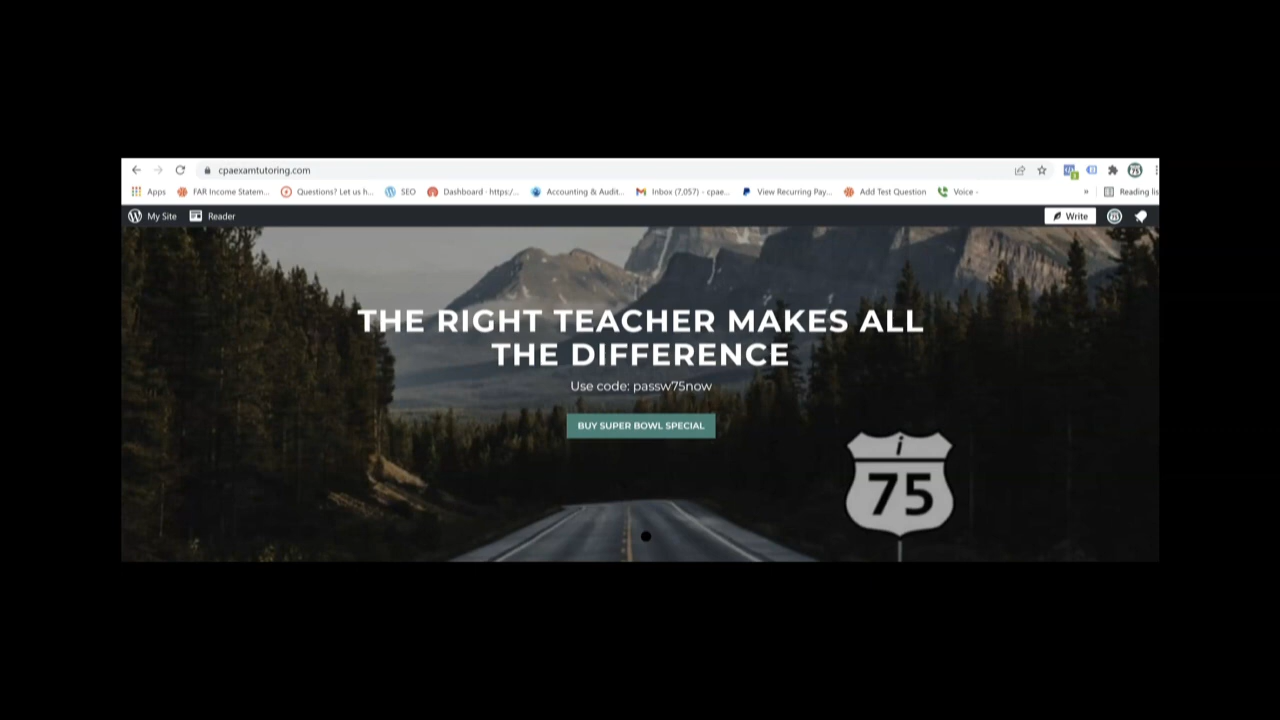 cpaexamtutoring.com
Apps FAR Income Statem... Questions? Let us h... SEO Dashboard · https:/... Accounting & Audit... Inbox (7,057) - cpae... View Recurring Pay... Add Test Question Voice - » Reading lis
My Site Reader Write
THE RIGHT TEACHER MAKES ALL
THE DIFFERENCE
Use code: passw75now
BUY SUPER BOWL SPECIAL
i
75